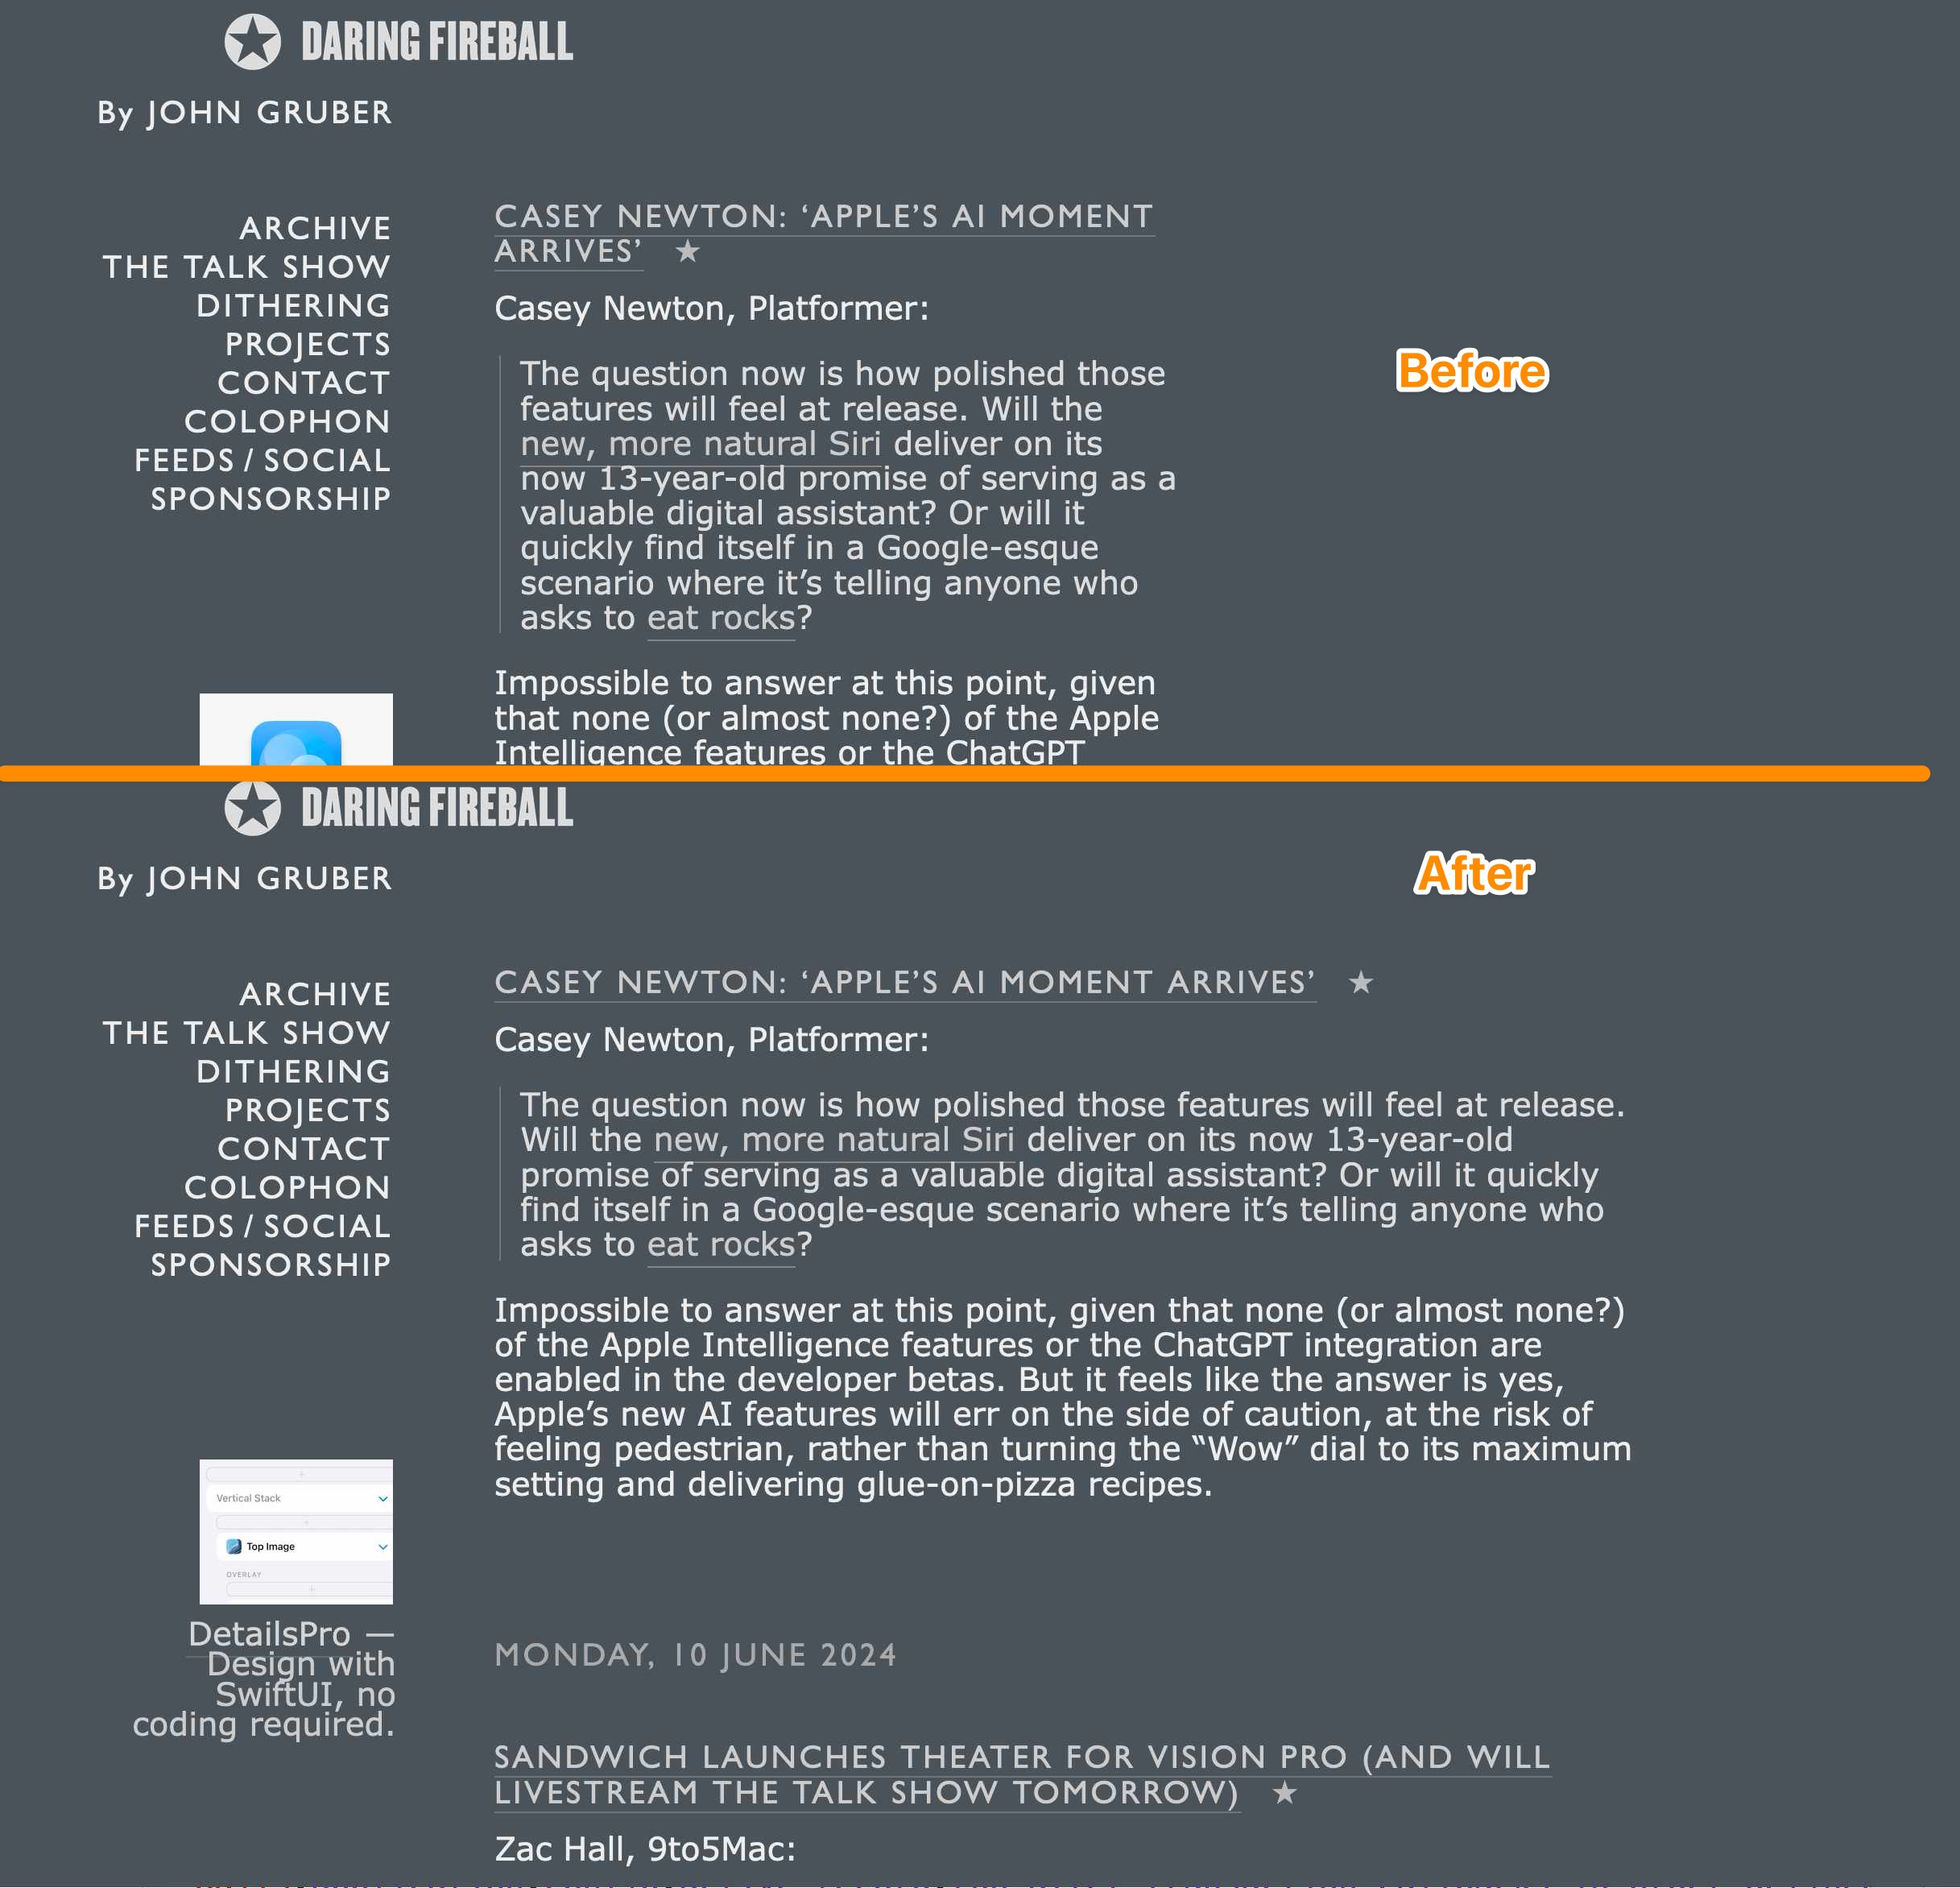 DARING FIREBALL
By JOHN GRUBER
ARCHIVE
THE TALK SHOW
DITHERING
PROJECTS
CONTACT
COLOPHON
FEEDS / SOCIAL
SPONSORSHIP
CASEY NEWTON: ‘APPLE’S AI MOMENT
ARRIVES’ ★
Casey Newton, Platformer:
The question now is how polished those
features will feel at release. Will the
new, more natural Siri deliver on its
now 13-year-old promise of serving as a
valuable digital assistant? Or will it
quickly find itself in a Google-esque
scenario where it’s telling anyone who
asks to eat rocks?
Impossible to answer at this point, given
that none (or almost none?) of the Apple
Intelligence features or the ChatGPT
Before
DARING FIREBALL
By JOHN GRUBER
After
ARCHIVE
THE TALK SHOW
DITHERING
PROJECTS
CONTACT
COLOPHON
FEEDS / SOCIAL
SPONSORSHIP
CASEY NEWTON: ‘APPLE’S AI MOMENT ARRIVES’ ★
Casey Newton, Platformer:
The question now is how polished those features will feel at release.
Will the new, more natural Siri deliver on its now 13-year-old
promise of serving as a valuable digital assistant? Or will it quickly
find itself in a Google-esque scenario where it’s telling anyone who
asks to eat rocks?
Impossible to answer at this point, given that none (or almost none?)
of the Apple Intelligence features or the ChatGPT integration are
enabled in the developer betas. But it feels like the answer is yes,
Apple’s new AI features will err on the side of caution, at the risk of
feeling pedestrian, rather than turning the “Wow” dial to its maximum
setting and delivering glue-on-pizza recipes.
Vertical Stack
Top Image
OVERLAY
DetailsPro —
Design with
SwiftUI, no
coding required.
MONDAY, 10 JUNE 2024
SANDWICH LAUNCHES THEATER FOR VISION PRO (AND WILL
LIVESTREAM THE TALK SHOW TOMORROW) ★
Zac Hall, 9to5Mac: